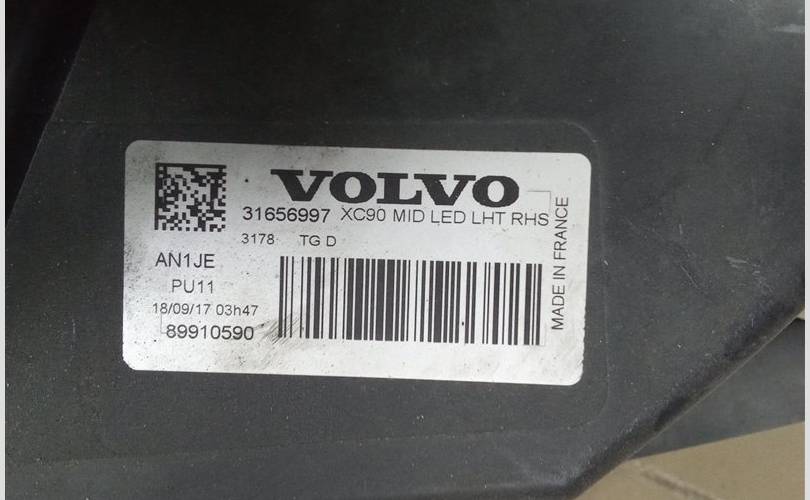 VOLVO
31656997 XC90 MID LED LHT RHS
3178 TG D
AN1JE
PU11
18/09/17 03h47
89910590
MADE IN FRANCE